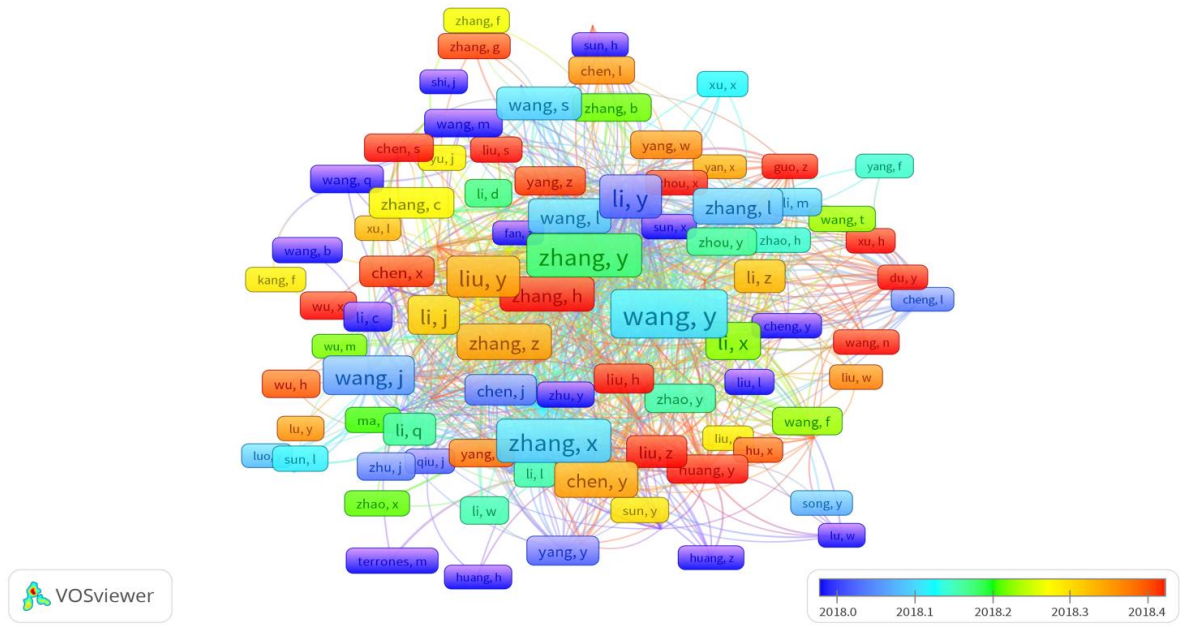 zhang, f
zhang, g
sun, h
chen, l
shi, j
xu, x
wang, s
zhang, b
wang, m
chen, s
yu, j
liu, s
yang, w
yan, x
guo, z
yang, f
wang, q
yang, z
hou, x
zhang, c
li, d
li, y
zhang, l
li, m
xu, l
wang, l
fan,
sun, x
zhou, y
zhao, h
wang, t
xu, h
wang, b
zhang, y
kang, f
chen, x
liu, y
zhang, h
li, z
du, y
cheng, l
wu, x
li, c
li, j
wang, y
cheng, y
wu, m
zhang, z
li, x
wang, n
wang, j
wu, h
chen, j
zhu, y
liu, h
liu, l
liu, w
zhao, y
lu, y
ma,
li, q
wang, f
luo,
sun, l
zhu, j
qiu, j
yang,
zhang, x
liu, z
liu,
hu, x
huang, y
li, l
chen, y
zhao, x
li, w
sun, y
song, y
lu, w
yang, y
huang, z
terrones, m
huang, h
VOSviewer
2018.0 2018.1 2018.2 2018.3 2018.4